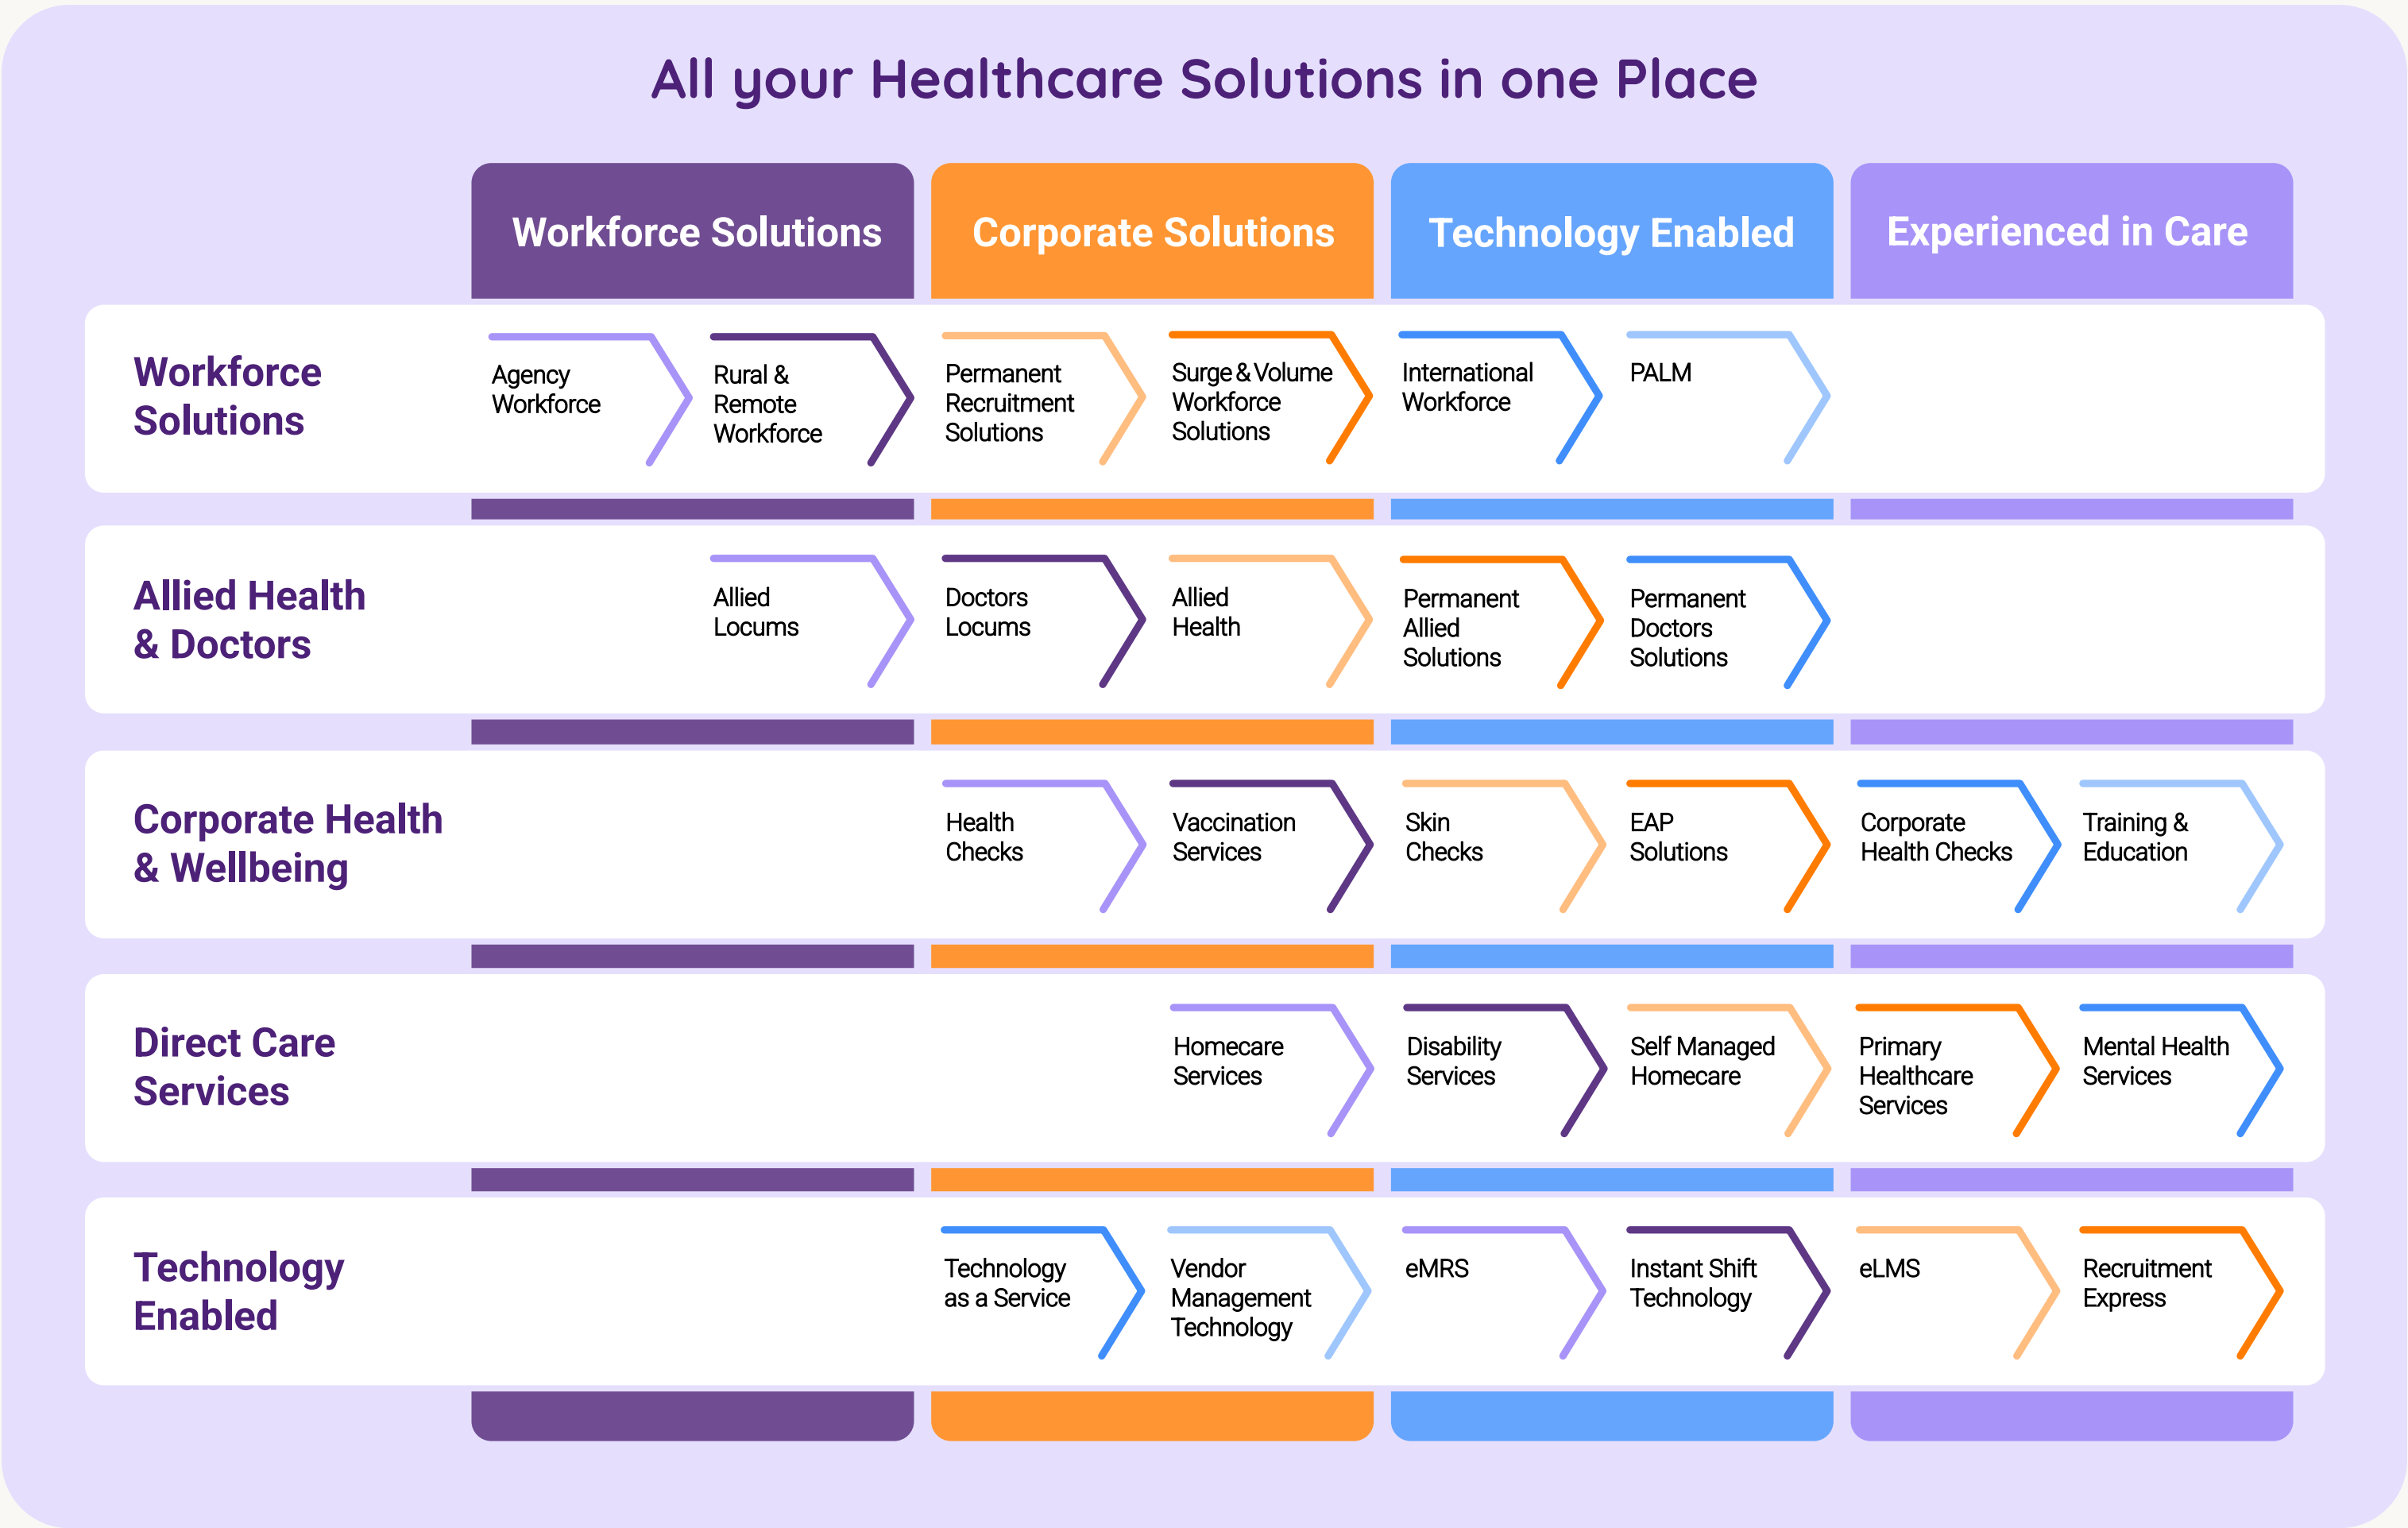 All your Healthcare Solutions in one Place
Workforce Solutions
Corporate Solutions
Technology Enabled
Experienced in Care
Workforce
Solutions
Agency
Workforce
Rural &
Remote
Workforce
Permanent
Recruitment
Solutions
Surge & Volume
Workforce
Solutions
International
Workforce
PALM
Allied Health
& Doctors
Allied
Locums
Doctors
Locums
Allied
Health
Permanent
Allied
Solutions
Permanent
Doctors
Solutions
Corporate Health
& Wellbeing
Health
Checks
Vaccination
Services
Skin
Checks
EAP
Solutions
Corporate
Health Checks
Training &
Education
Direct Care
Services
Homecare
Services
Disability
Services
Self Managed
Homecare
Primary
Healthcare
Services
Mental Health
Services
Technology
Enabled
Technology
as a Service
Vendor
Management
Technology
eMRS
Instant Shift
Technology
eLMS
Recruitment
Express